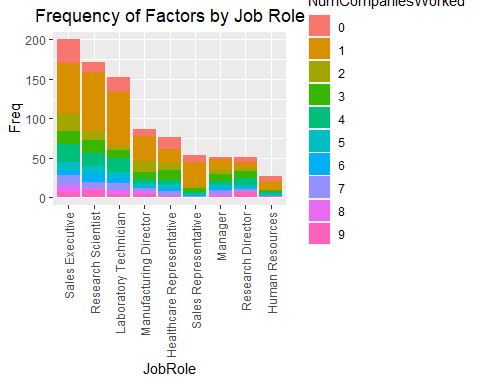 Frequency of Factors by Job Role
NumCompaniesWorked
0
1
2
3
4
5
6
7
8
9
Freq
200
150
100
50
0
Sales Executive
Research Scientist
Laboratory Technician
Manufacturing Director
Healthcare Representative
Sales Representative
Manager
Research Director
Human Resources
JobRole